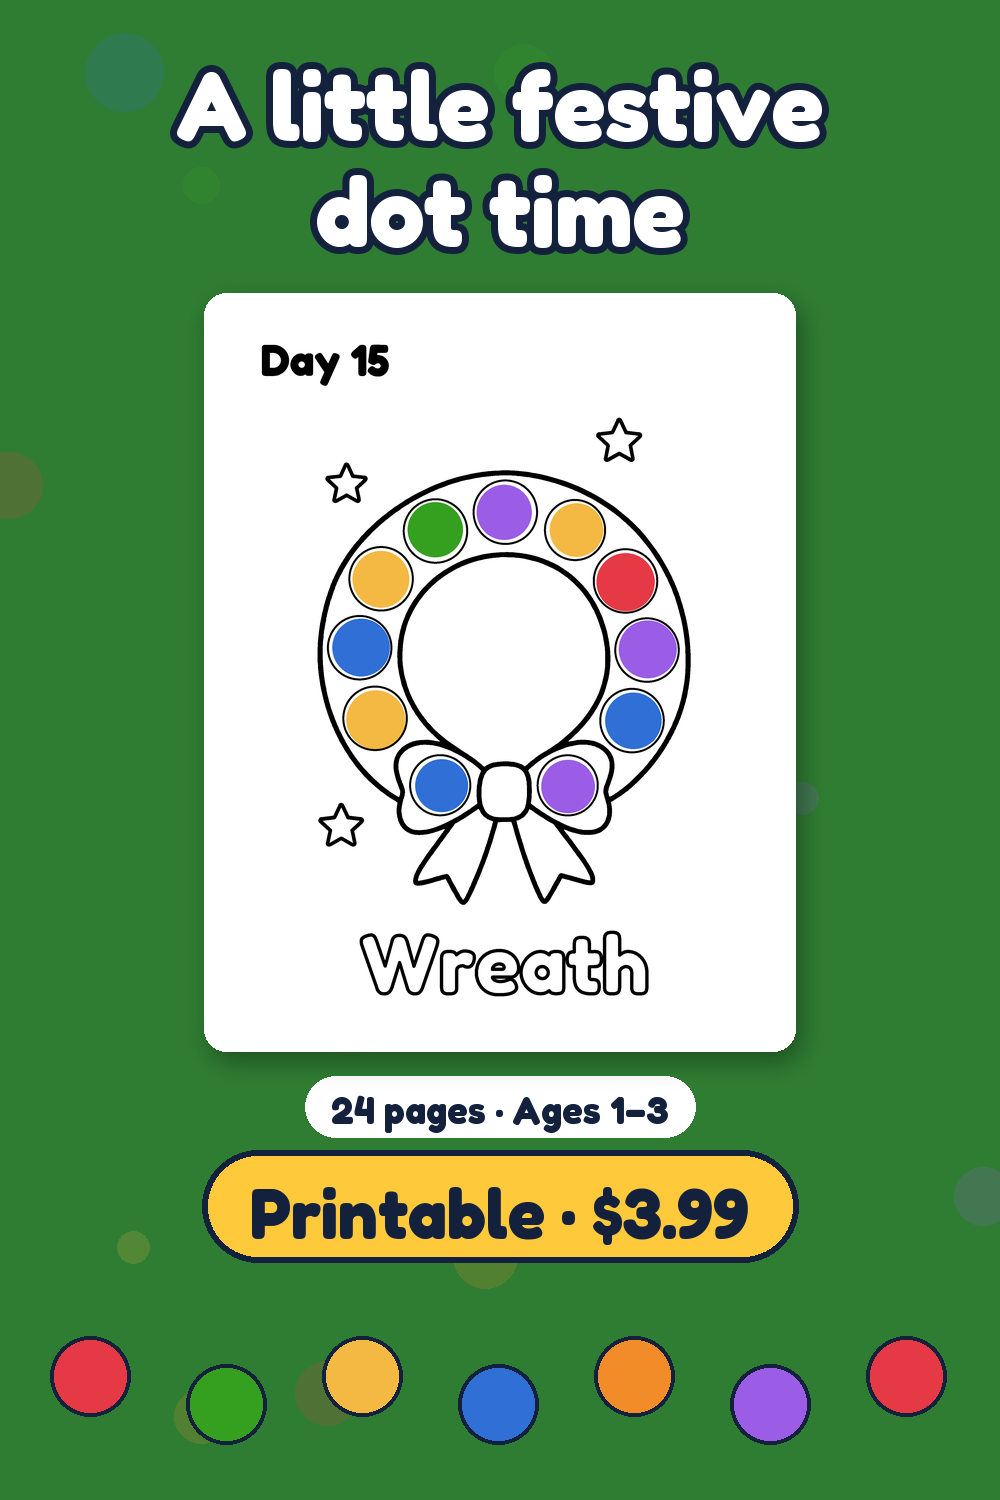 A little festive
dot time
Day 15
Wreath
24 pages · Ages 1–3
Printable · $3.99